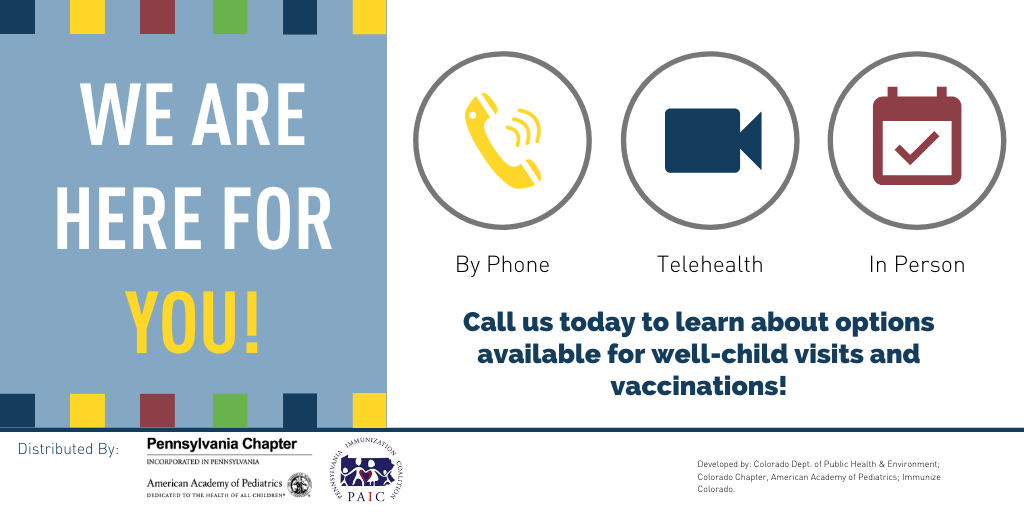 WE ARE
HERE FOR
YOU!
By Phone
Telehealth
In Person
Call us today to learn about options
available for well-child visits and
vaccinations!
Distributed By:
Pennsylvania Chapter
INCORPORATED IN PENNSYLVANIA
American Academy of Pediatrics
DEDICATED TO THE HEALTH OF ALL CHILDREN®
PENNSYLVANIA IMMUNIZATION COALITION
PAIC
Developed by: Colorado Dept. of Public Health & Environment;
Colorado Chapter, American Academy of Pediatrics; Immunize
Colorado.